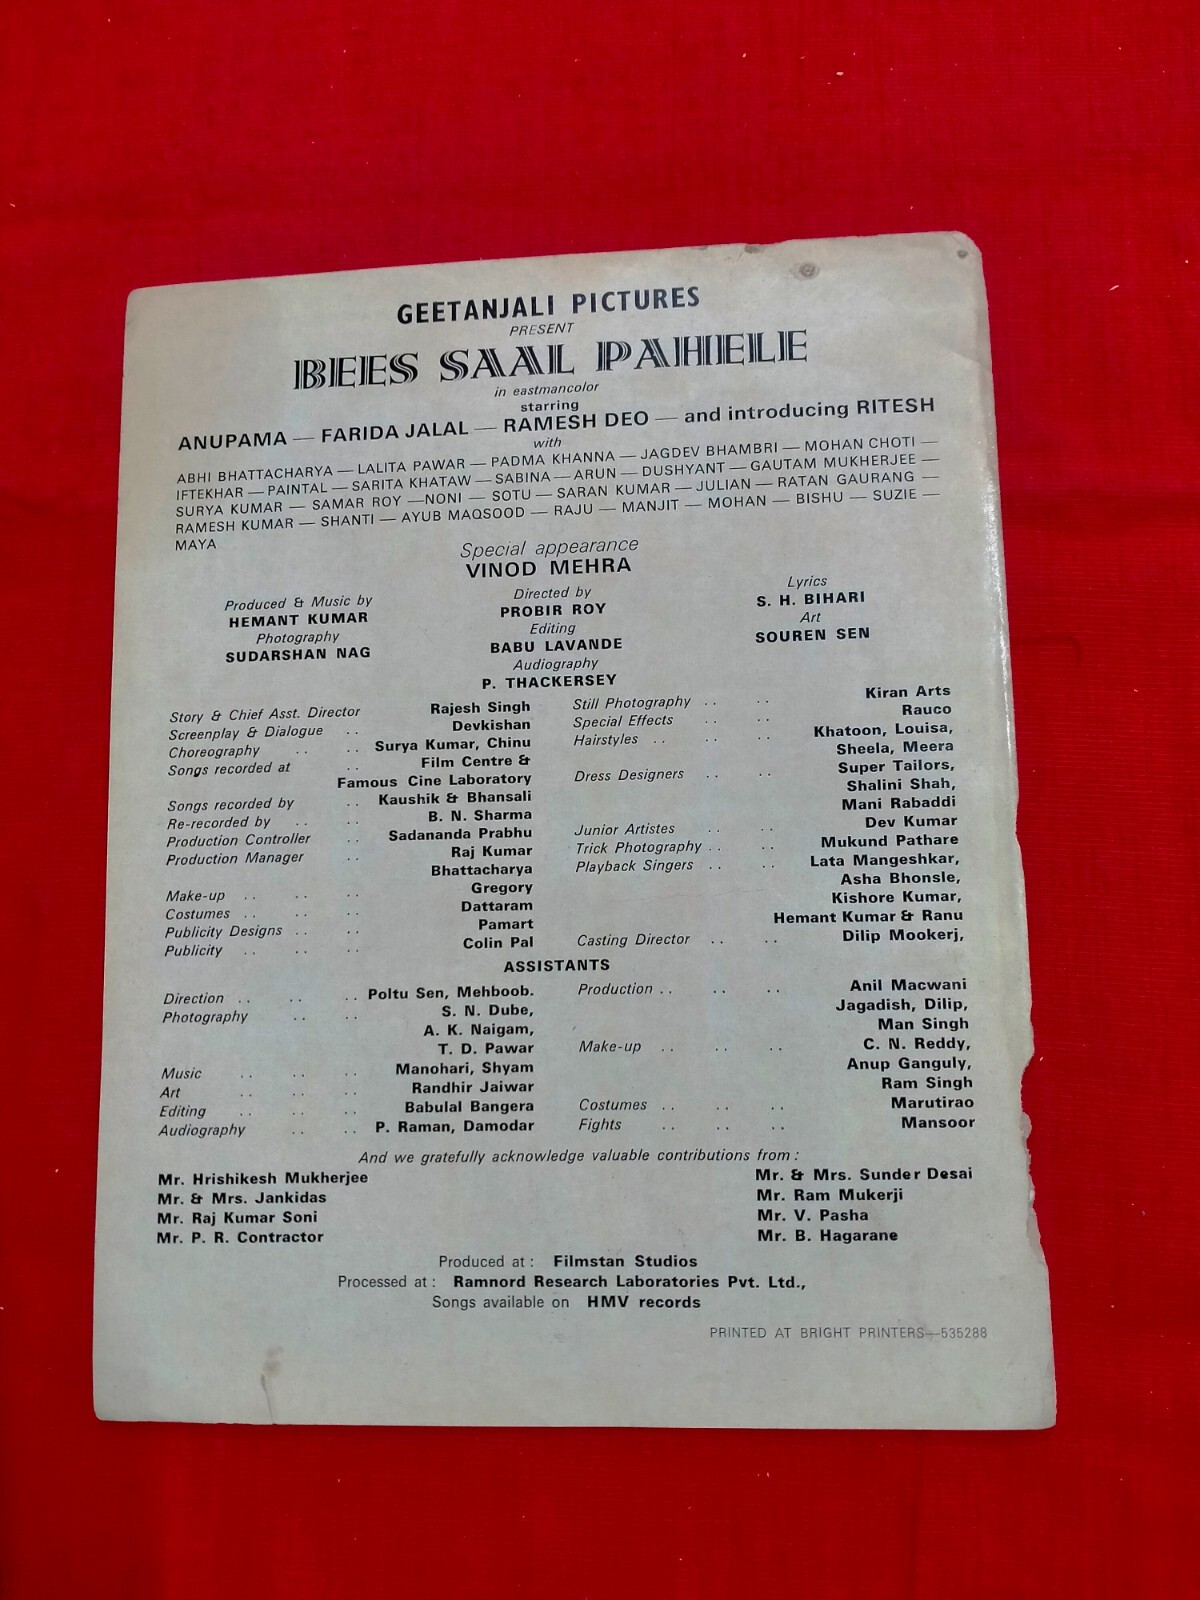 GEETANJALI PICTURES
PRESENT
BEES SAAL PAHELE
in eastmancolor
starring
ANUPAMA — FARIDA JALAL — RAMESH DEO — and introducing RITESH
with
ABHI BHATTACHARYA — LALITA PAWAR — PADMA KHANNA — JAGDEV BHAMBRI — MOHAN CHOTI —
IFTEKHAR — PAINTAL — SARITA KHATAW — SABINA — ARUN — DUSHYANT — GAUTAM MUKHERJEE —
SURYA KUMAR — SAMAR ROY —NONI — SOTU — SARAN KUMAR — JULIAN — RATAN GAURANG —
RAMESH KUMAR — SHANTI — AYUB MAQSOOD — RAJU — MANJIT — MOHAN — BISHU — SUZIE —
MAYA
Special appearance
VINOD MEHRA
Produced & Music by
HEMANT KUMAR
Photography
SUDARSHAN NAG
Directed by
PROBIR ROY
Editing
BABU LAVANDE
Audiography
P. THACKERSEY
Lyrics
S. H. BIHARI
Art
SOUREN SEN
Story & Chief Asst. Director Rajesh Singh
Screenplay & Dialogue .. Devkishan
Choreography .. .. Surya Kumar, Chinu
Songs recorded at .. Film Centre &
Famous Cine Laboratory
Songs recorded by .. Kaushik & Bhansali
Re-recorded by .. .. B. N. Sharma
Production Controller .. Sadananda Prabhu
Production Manager .. Raj Kumar
Bhattacharya
Make-up .. .. .. Gregory
Costumes .. .. .. Dattaram
Publicity Designs .. .. Pamart
Publicity .. .. .. Colin Pal
Still Photography .. .. Kiran Arts
Special Effects .. .. Rauco
Hairstyles .. .. .. Khatoon, Louisa,
Sheela, Meera
Dress Designers .. .. Super Tailors,
Shalini Shah,
Mani Rabaddi
Junior Artistes .. .. Dev Kumar
Trick Photography .. .. Mukund Pathare
Playback Singers .. .. Lata Mangeshkar,
Asha Bhonsle,
Kishore Kumar,
Hemant Kumar & Ranu
Casting Director .. .. Dilip Mookerj,
ASSISTANTS
Direction .. .. .. Poltu Sen, Mehboob.
Photography .. .. S. N. Dube,
A. K. Naigam,
T. D. Pawar
Music .. .. .. Manohari, Shyam
Art .. .. .. Randhir Jaiwar
Editing .. .. .. Babulal Bangera
Audiography .. .. P. Raman, Damodar
Production .. .. .. Anil Macwani
Jagadish, Dilip,
Man Singh
Make-up .. .. .. C. N. Reddy,
Anup Ganguly,
Ram Singh
Costumes .. .. .. Marutirao
Fights .. .. .. Mansoor
And we gratefully acknowledge valuable contributions from :
Mr. Hrishikesh Mukherjee
Mr. & Mrs. Jankidas
Mr. Raj Kumar Soni
Mr. P. R. Contractor
Mr. & Mrs. Sunder Desai
Mr. Ram Mukerji
Mr. V. Pasha
Mr. B. Hagarane
Produced at : Filmstan Studios
Processed at : Ramnord Research Laboratories Pvt. Ltd.,
Songs available on HMV records
PRINTED AT BRIGHT PRINTERS—535288